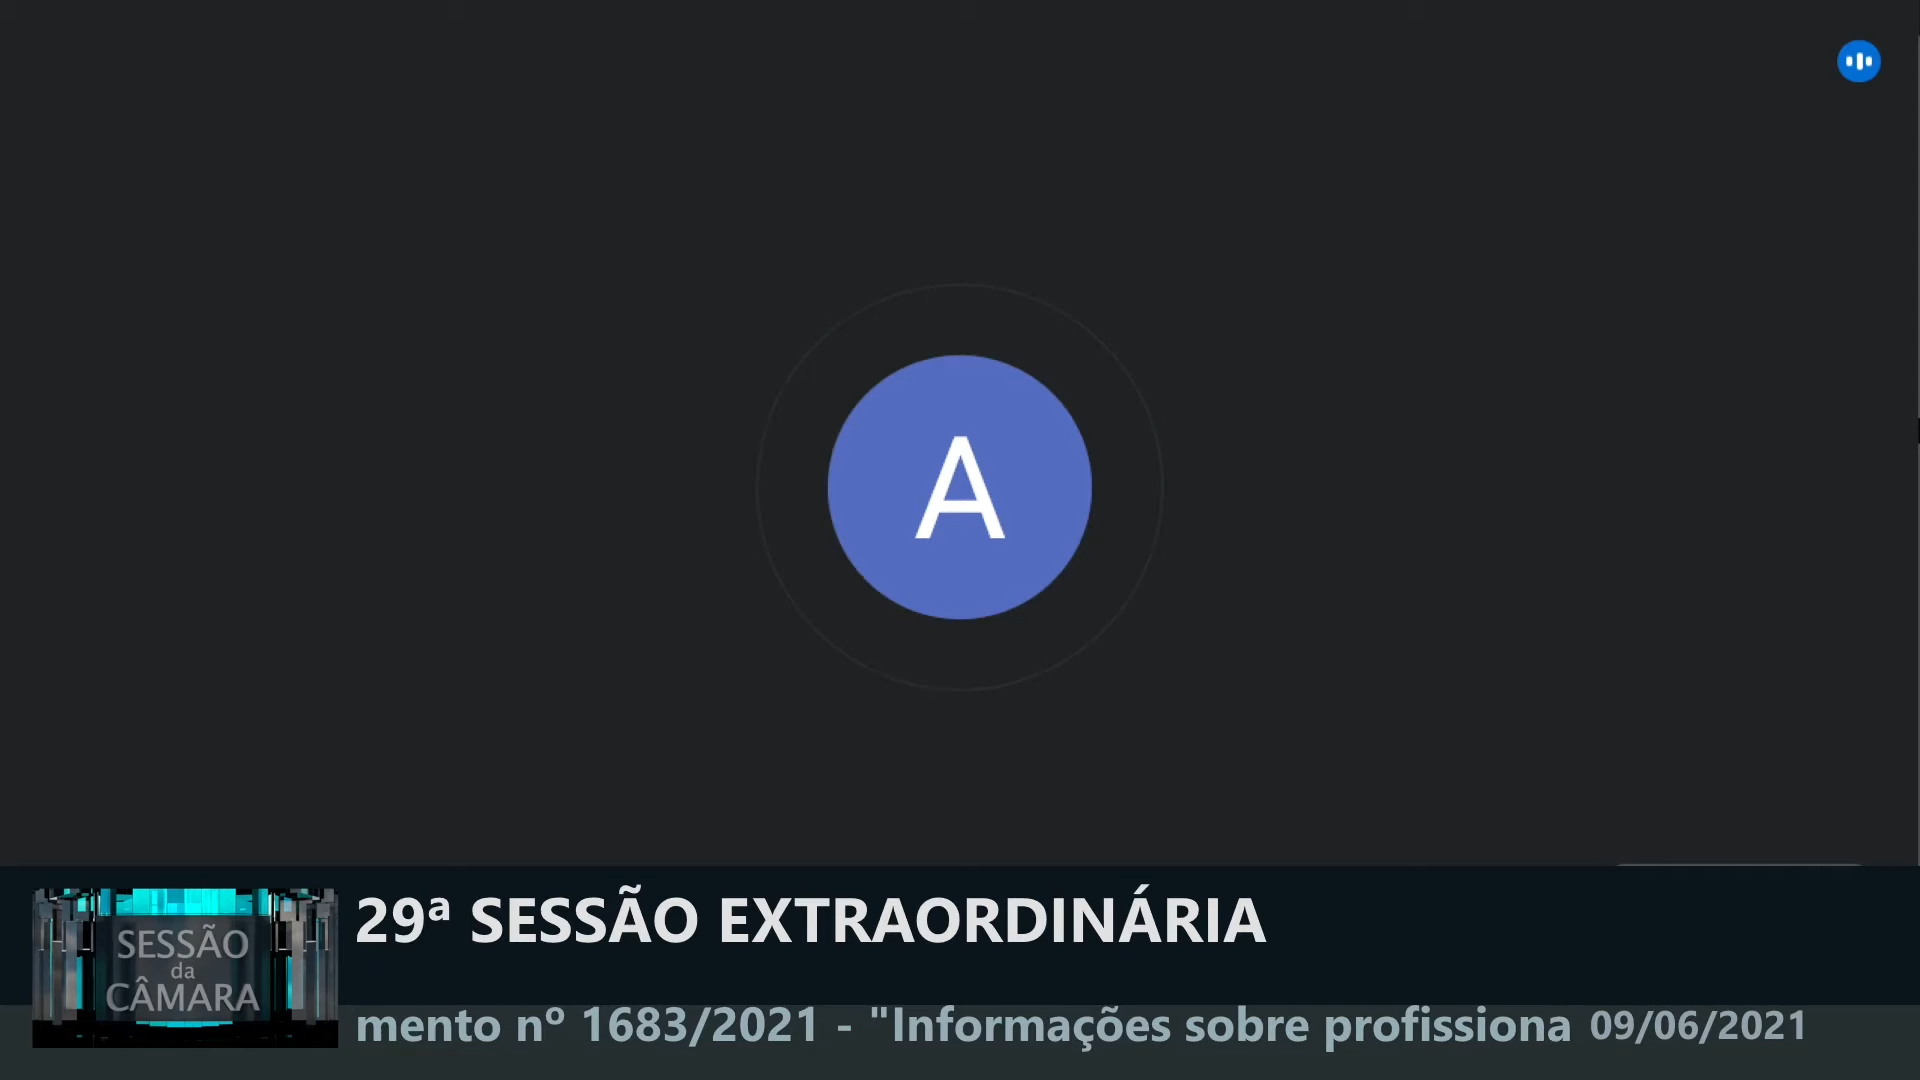 A
29ª SESSÃO EXTRAORDINÁRIA
SESSÃO
da
CÂMARA
mento nº 1683/2021 - "Informações sobre profissiona 09/06/2021